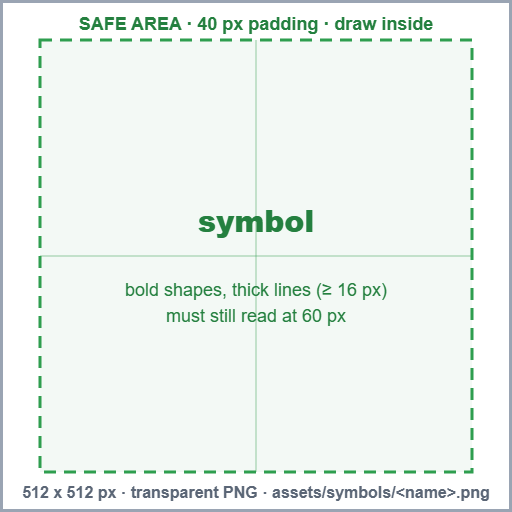 SAFE AREA · 40 px padding · draw inside
symbol
bold shapes, thick lines (≥ 16 px)
must still read at 60 px
512 x 512 px · transparent PNG · assets/symbols/<name>.png